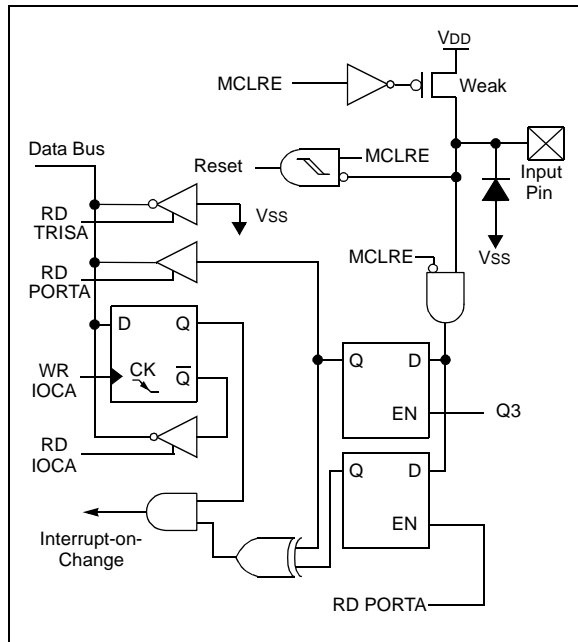 VDD
MCLRE
Weak
Data Bus
Reset
MCLRE
Input
Pin
RD
TRISA
VSS
VSS
RD
PORTA
MCLRE
D
Q
Q
D
WR
IOCA
CK
Q̅
EN
Q3
RD
IOCA
Q
D
EN
Interrupt-on-
Change
RD PORTA